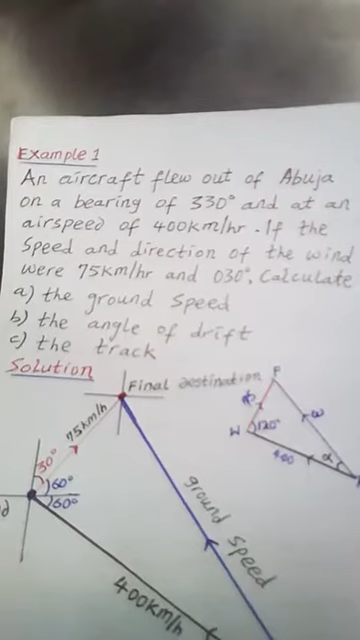 Example 1
An aircraft flew out of Abuja
on a bearing of 330° and at an
airspeed of 400km/hr. If the
speed and direction of the wind
were 75km/hr and 030°, Calculate
a) the ground speed
b) the angle of drift
c) the track
Solution
Final destination
75km/h
30°
60°
60°
ground speed
400km/h
F
W
120°
400
α